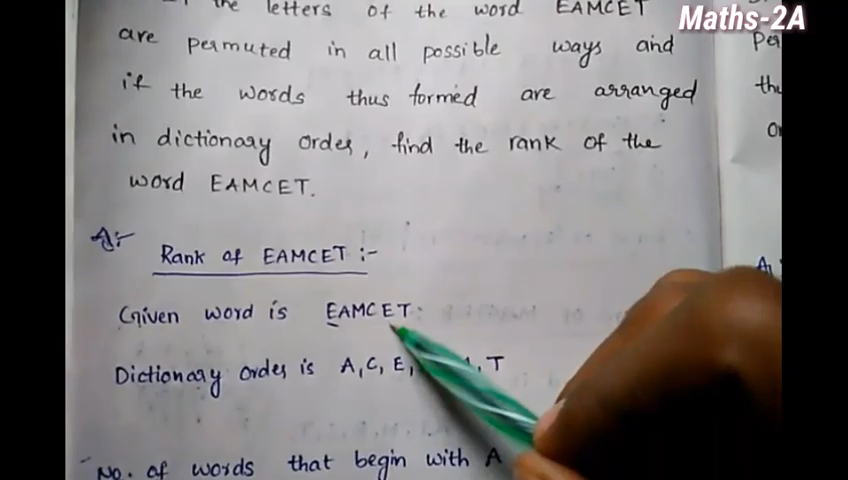 the letters of the word EAMCET
Maths-2A
are permuted in all possible ways and
if the words thus formed are arranged
in dictionary order, find the rank of the
word EAMCET.
A:-
Rank of EAMCET :-
Given word is EAMCET:
Dictionary order is A, C, E, T
No. of words that begin with A